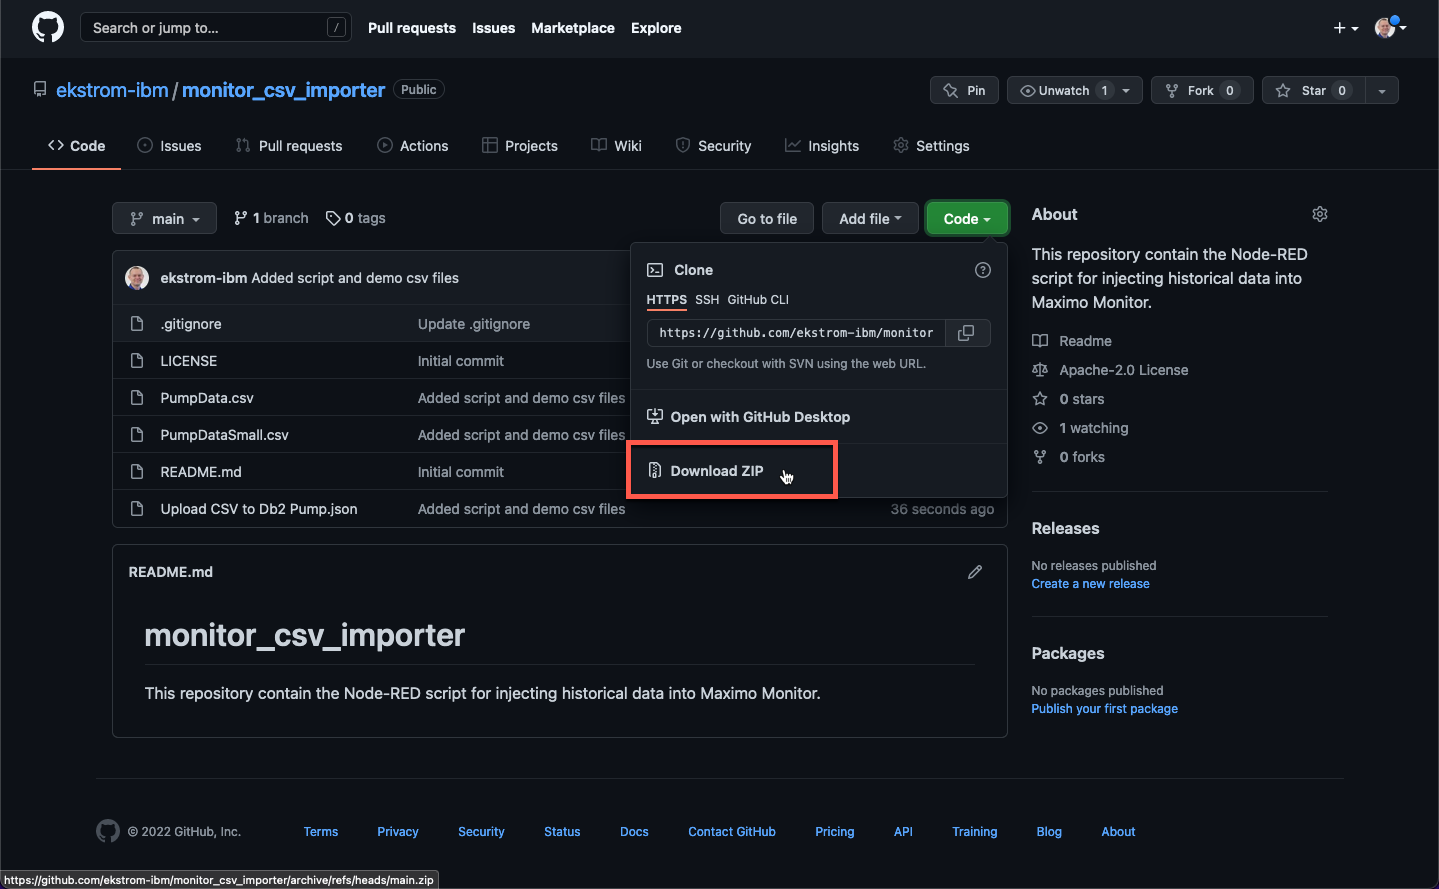 Search or jump to... / Pull requests Issues Marketplace Explore
ekstrom-ibm / monitor_csv_importer Public Pin Unwatch 1 Fork 0 Star 0
Code Issues Pull requests Actions Projects Wiki Security Insights Settings
main 1 branch 0 tags Go to file Add file Code
ekstrom-ibm Added script and demo csv files
.gitignore Update .gitignore
LICENSE Initial commit
PumpData.csv Added script and demo csv files
PumpDataSmall.csv Added script and demo csv files
README.md Initial commit
Upload CSV to Db2 Pump.json Added script and demo csv files 36 seconds ago
Clone
HTTPS SSH GitHub CLI
https://github.com/ekstrom-ibm/monitor
Use Git or checkout with SVN using the web URL.
Open with GitHub Desktop
Download ZIP
README.md
monitor_csv_importer
This repository contain the Node-RED script for injecting historical data into Maximo Monitor.
About
This repository contain the Node-RED
script for injecting historical data into
Maximo Monitor.
Readme
Apache-2.0 License
0 stars
1 watching
0 forks
Releases
No releases published
Create a new release
Packages
No packages published
Publish your first package
© 2022 GitHub, Inc. Terms Privacy Security Status Docs Contact GitHub Pricing API Training Blog About
https://github.com/ekstrom-ibm/monitor_csv_importer/archive/refs/heads/main.zip